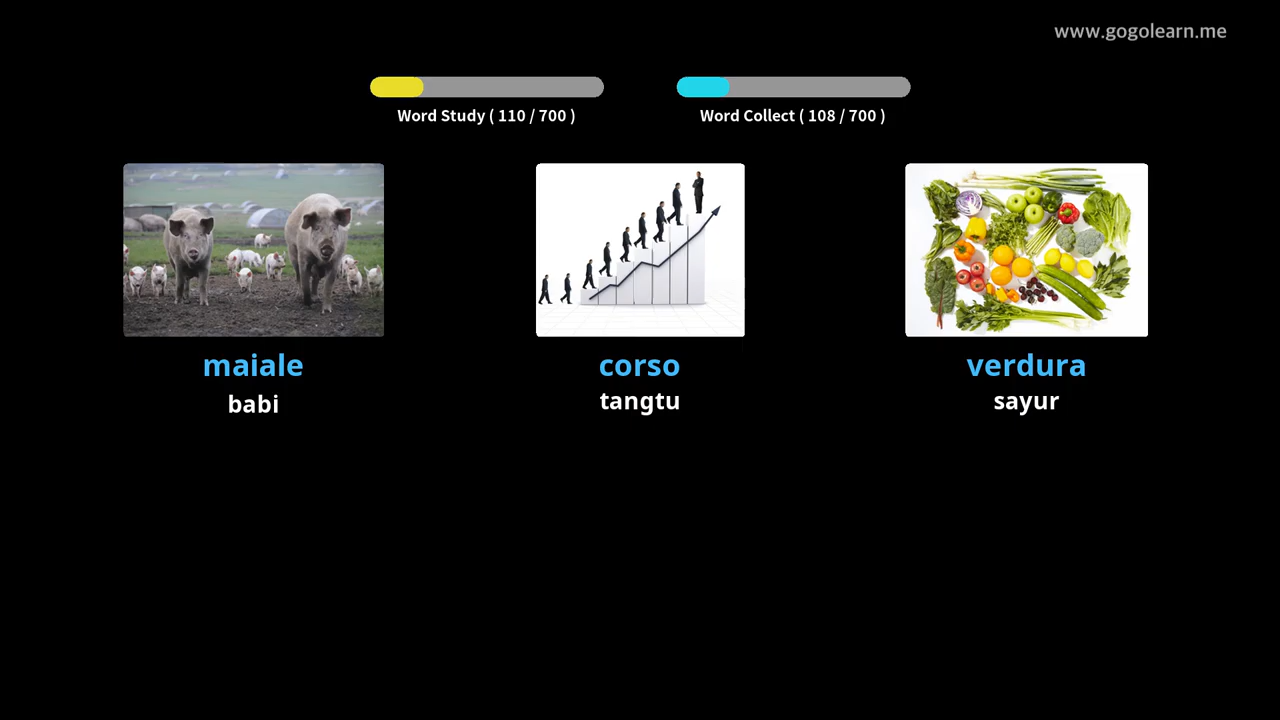 www.gogolearn.me
Word Study ( 110 / 700 )
Word Collect ( 108 / 700 )
maiale
babi
corso
tangtu
verdura
sayur